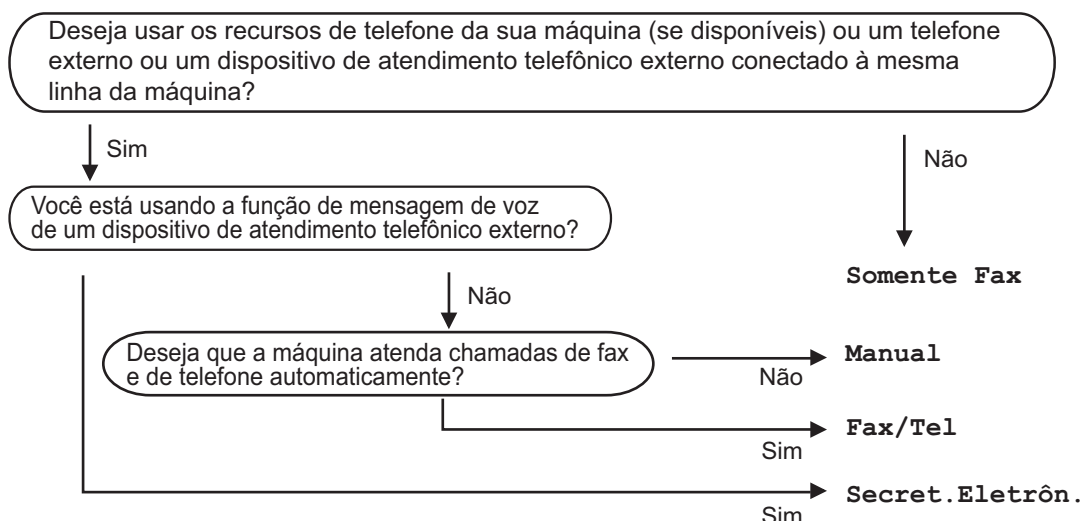 Deseja usar os recursos de telefone da sua máquina (se disponíveis) ou um telefone
externo ou um dispositivo de atendimento telefônico externo conectado à mesma
linha da máquina?
Sim
Não
Você está usando a função de mensagem de voz
de um dispositivo de atendimento telefônico externo?
Somente Fax
Não
Deseja que a máquina atenda chamadas de fax
e de telefone automaticamente?
Não
Manual
Sim
Fax/Tel
Sim
Secret.Eletrôn.